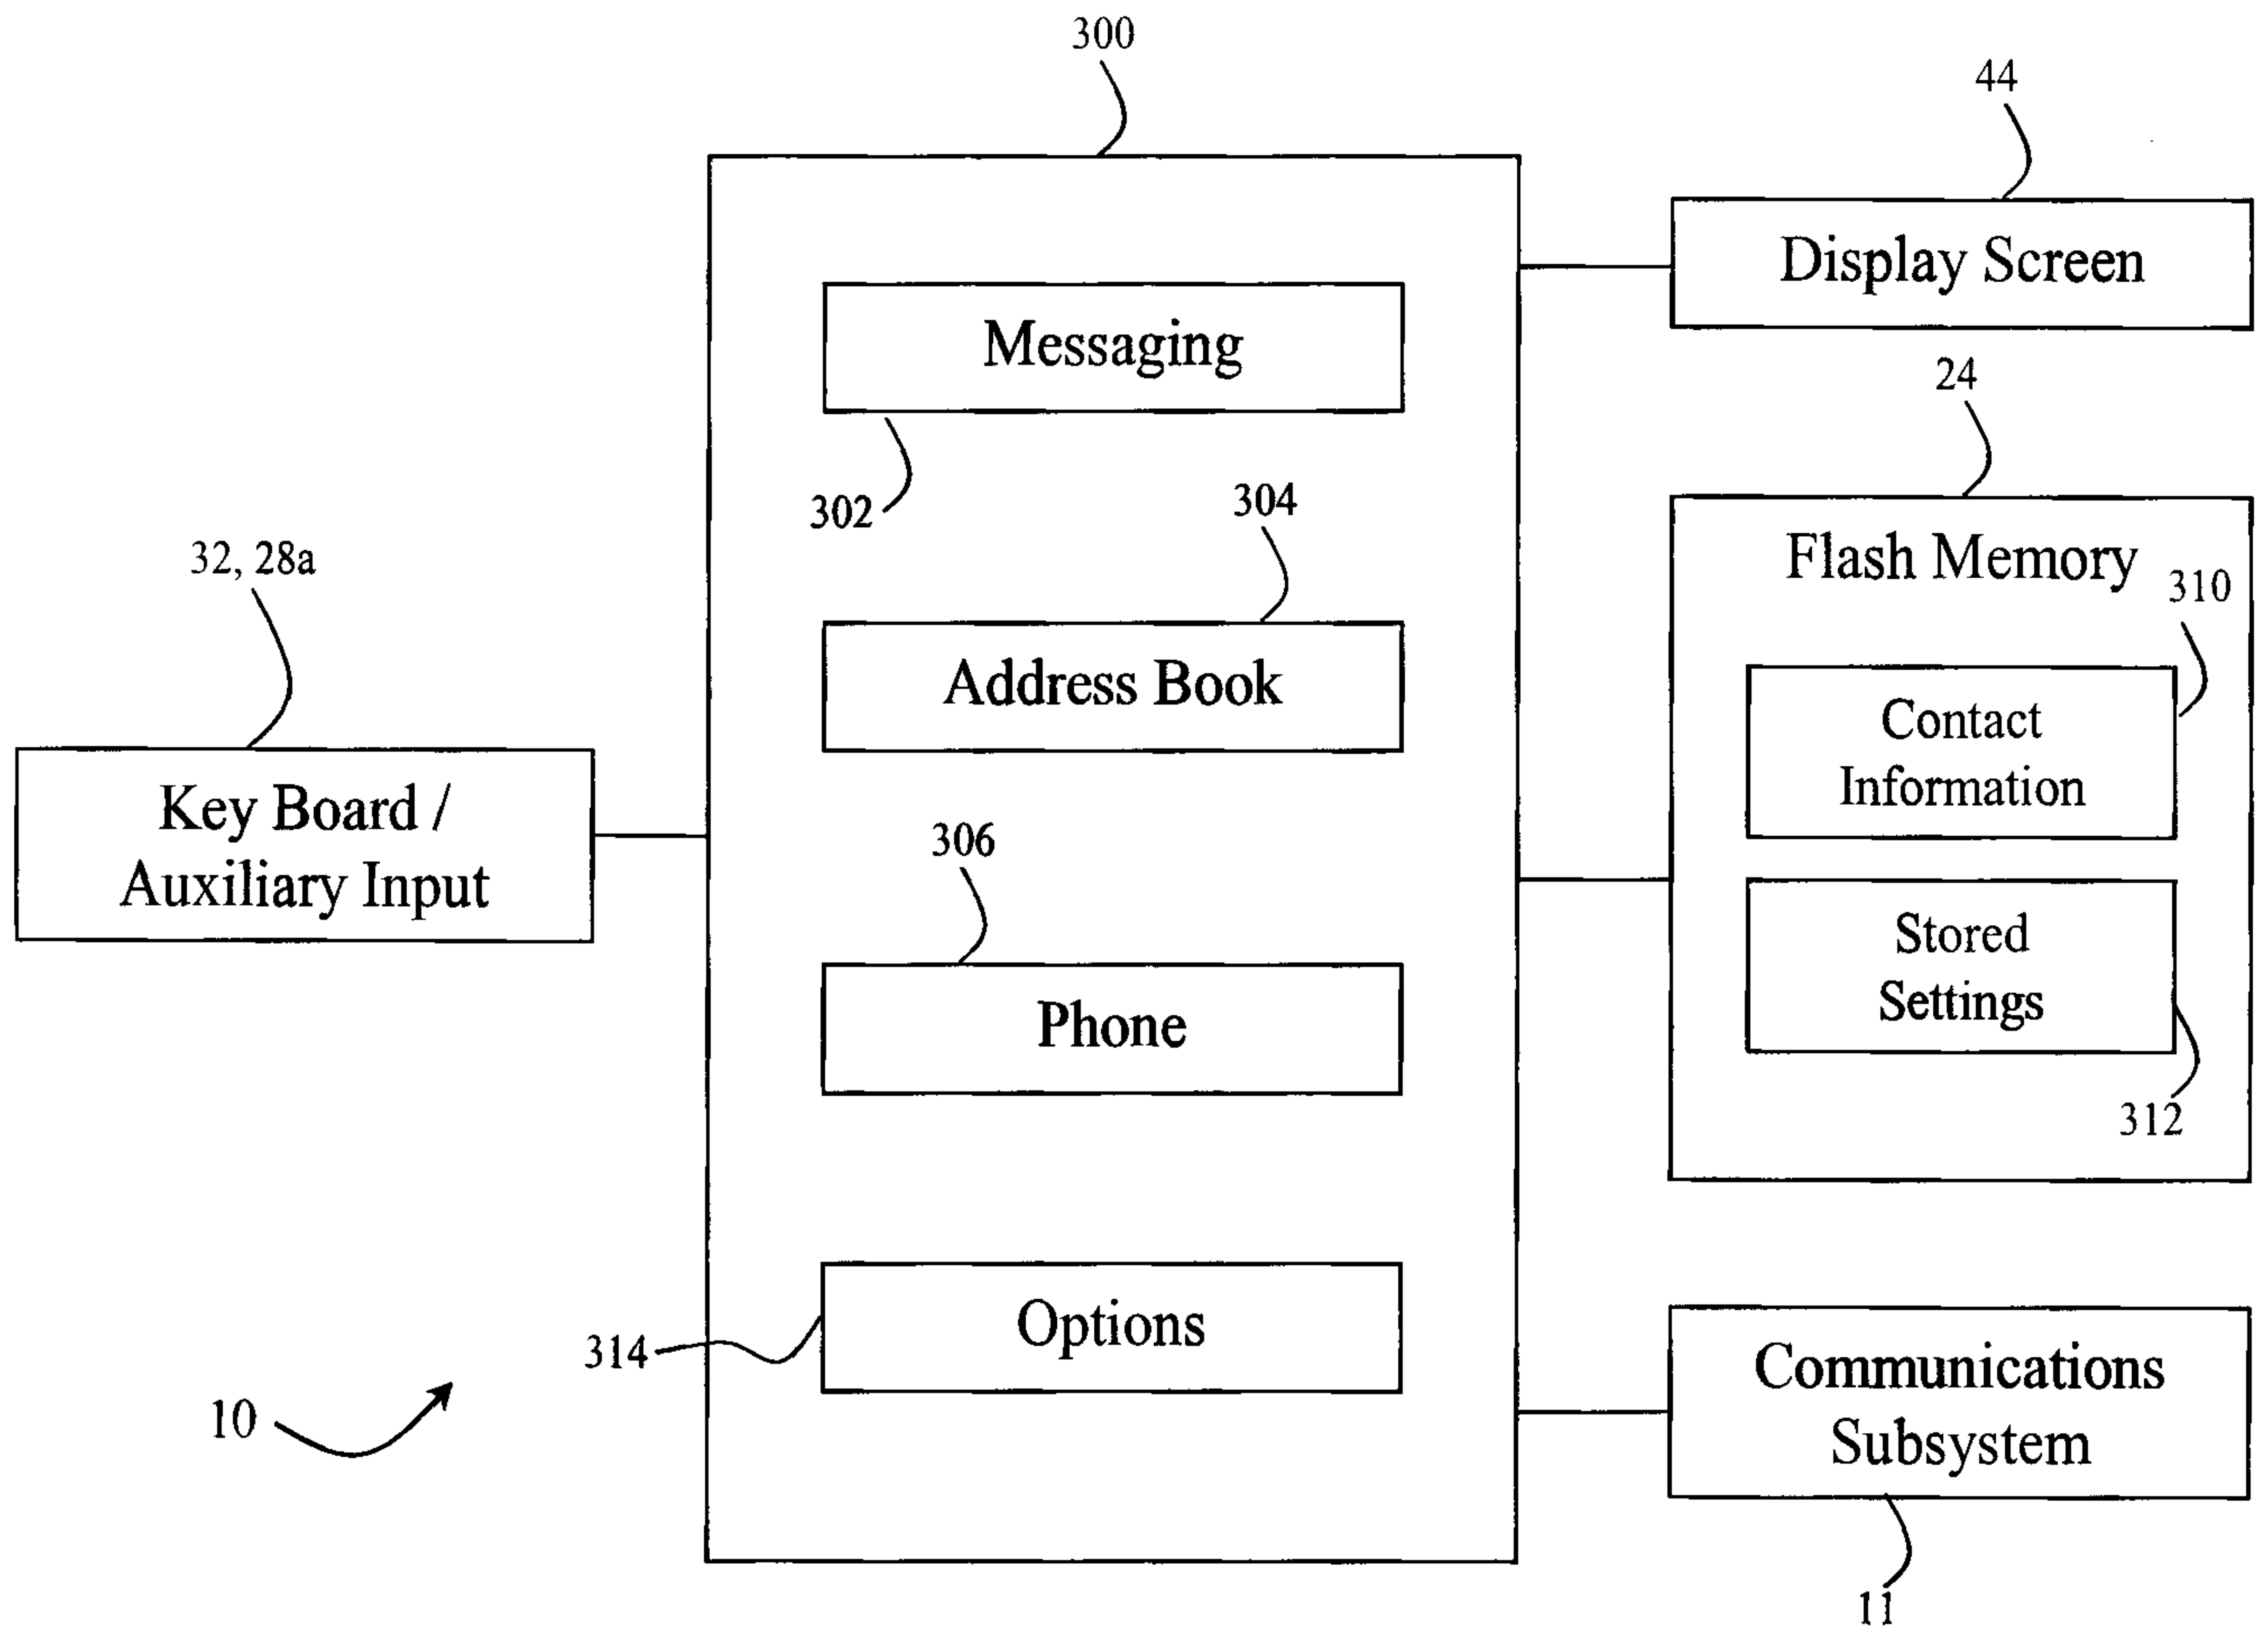 300
44
Display Screen
Messaging
24
302
304
Flash Memory
32, 28a
310
Address Book
Contact
Information
Key Board /
Auxiliary Input
306
Stored
Settings
Phone
312
Options
314
Communications
Subsystem
10
11